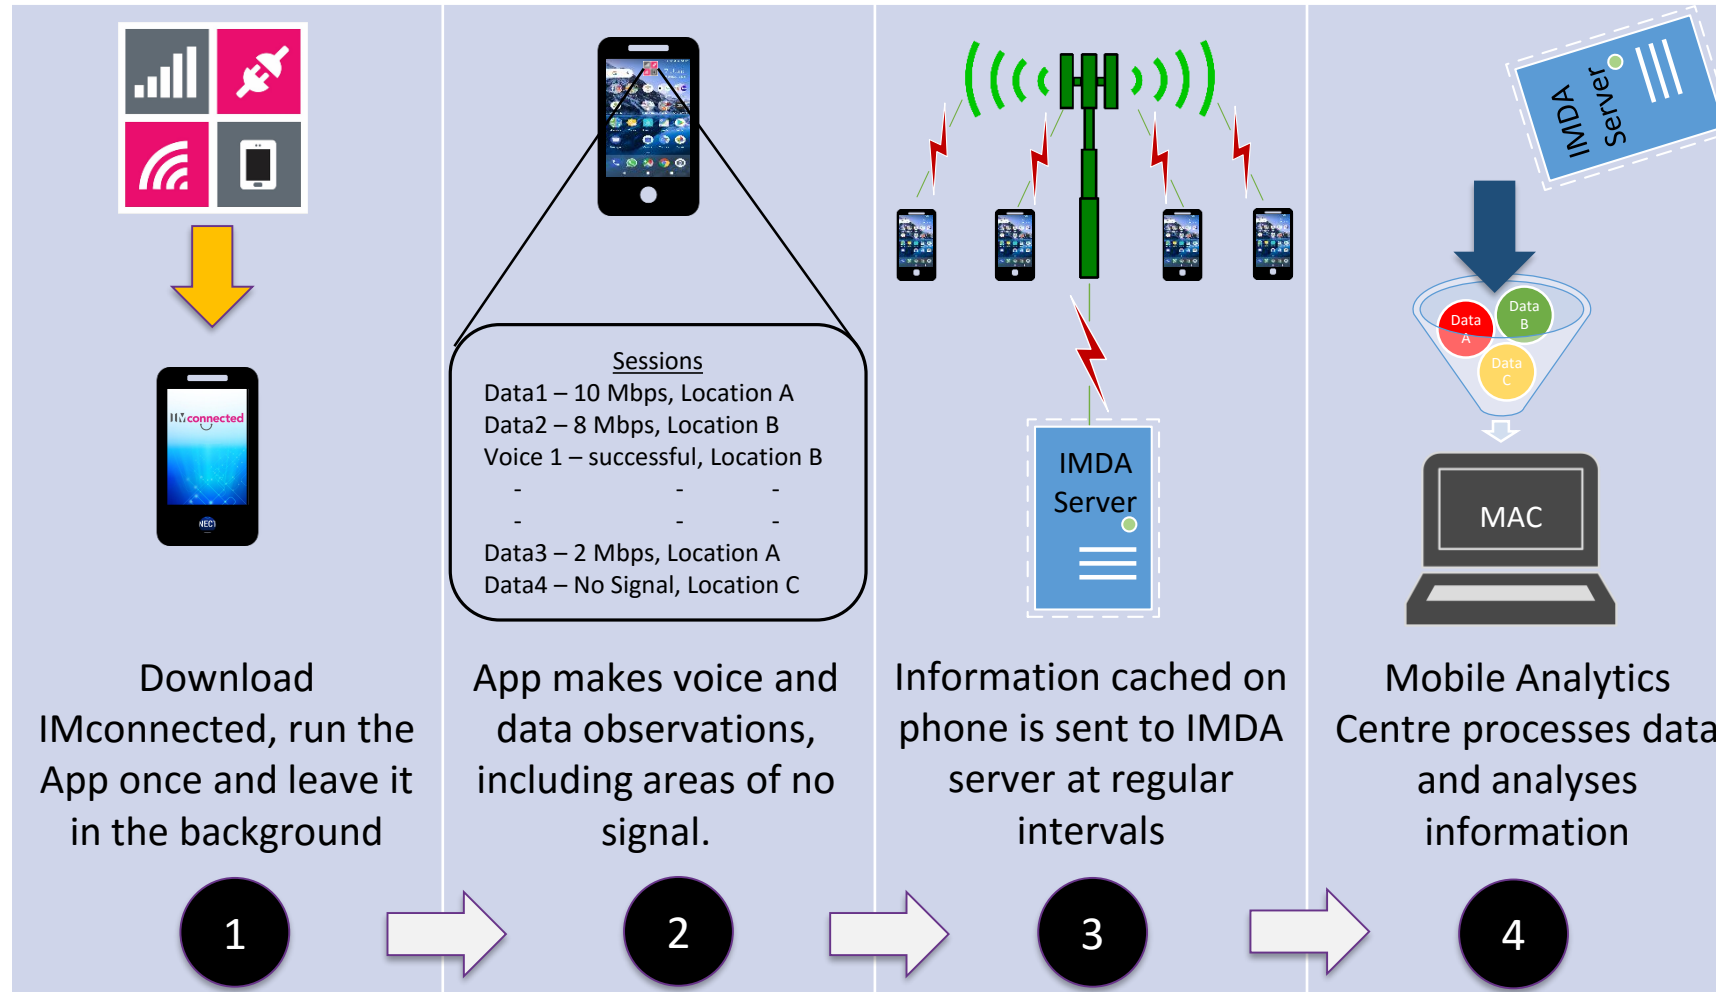 IMconnected
NECT
Download
IMconnected, run the
App once and leave it
in the background
1
Sessions
Data1 – 10 Mbps, Location A
Data2 – 8 Mbps, Location B
Voice 1 – successful, Location B
- - -
- - -
Data3 – 2 Mbps, Location A
Data4 – No Signal, Location C
App makes voice and
data observations,
including areas of no
signal.
2
IMDA
Server
Information cached on
phone is sent to IMDA
server at regular
intervals
3
IMDA
Server
Data
A
Data
B
Data
C
MAC
Mobile Analytics
Centre processes data
and analyses
information
4